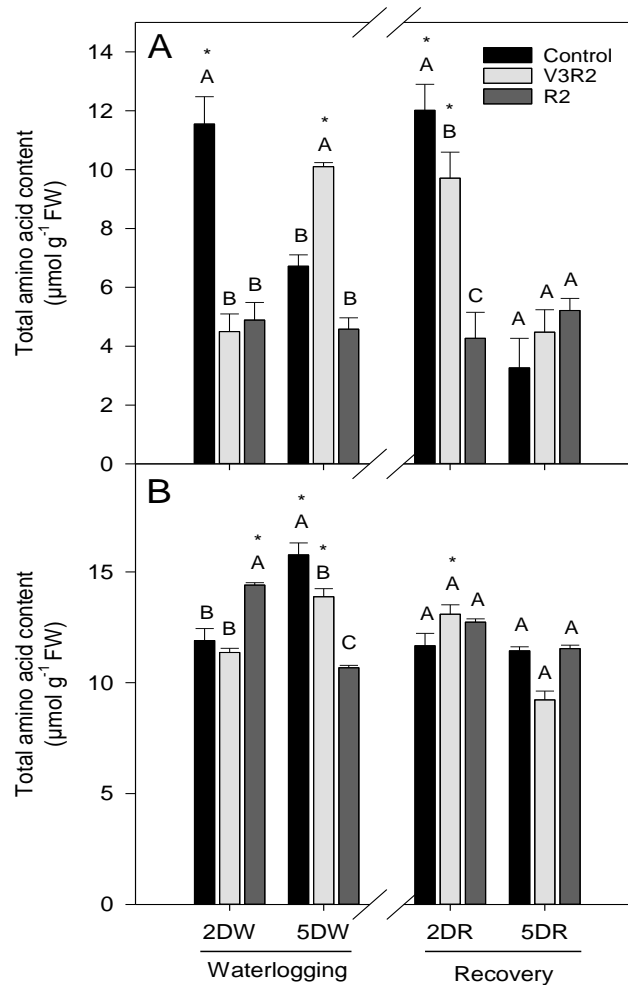 A
Control
V3R2
R2
Total amino acid content
(µmol g⁻¹ FW)
14
12
10
8
6
4
2
0
* * * *
A B B
B A B
A B C
A A A
B
Total amino acid content
(µmol g⁻¹ FW)
15
10
5
0
* * * *
B B A
A B C
A A A
A A A
2DW 5DW 2DR 5DR
Waterlogging Recovery